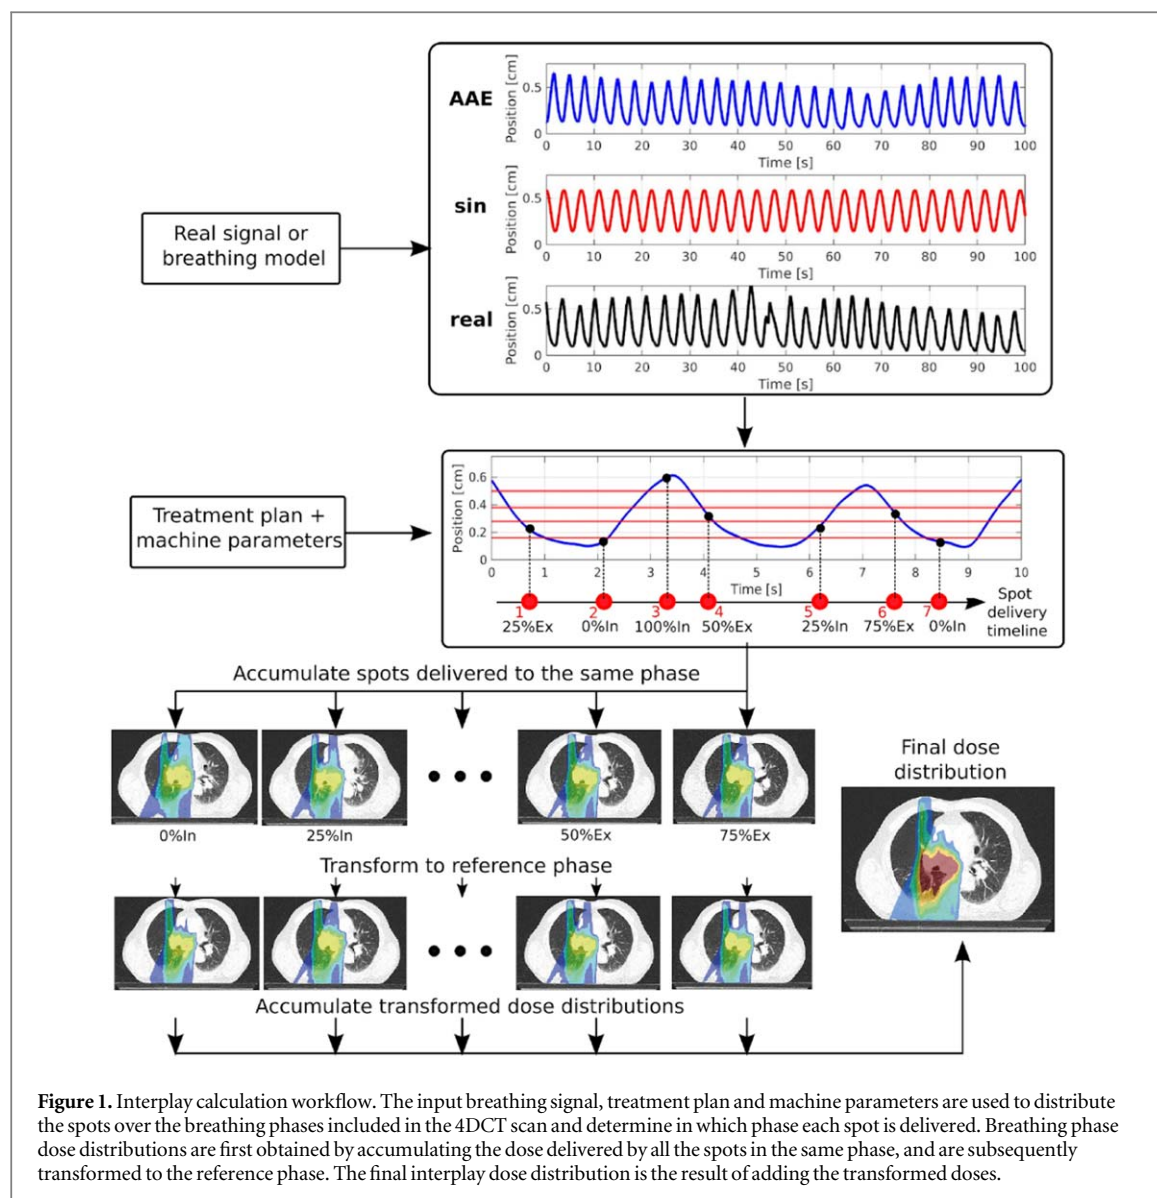 AAE
Position [cm]
0.5
0
0 10 20 30 40 50 60 70 80 90 100
Time [s]
sin
Position [cm]
0.5
0
0 10 20 30 40 50 60 70 80 90 100
Time [s]
real
Position [cm]
0.5
0
0 10 20 30 40 50 60 70 80 90 100
Time [s]
Real signal or
breathing model
Treatment plan +
machine parameters
Position [cm]
0.6
0.4
0.2
0
0 1 2 3 4 5 6 7 8 9 10
Time [s]
1 2 3 4 5 6 7
25%Ex 0%In 100%In 50%Ex 25%In 75%Ex 0%In
Spot
delivery
timeline
Accumulate spots delivered to the same phase
0%In 25%In 50%Ex 75%Ex
Transform to reference phase
Accumulate transformed dose distributions
Final dose
distribution
Figure 1. Interplay calculation workflow. The input breathing signal, treatment plan and machine parameters are used to distribute
the spots over the breathing phases included in the 4DCT scan and determine in which phase each spot is delivered. Breathing phase
dose distributions are first obtained by accumulating the dose delivered by all the spots in the same phase, and are subsequently
transformed to the reference phase. The final interplay dose distribution is the result of adding the transformed doses.